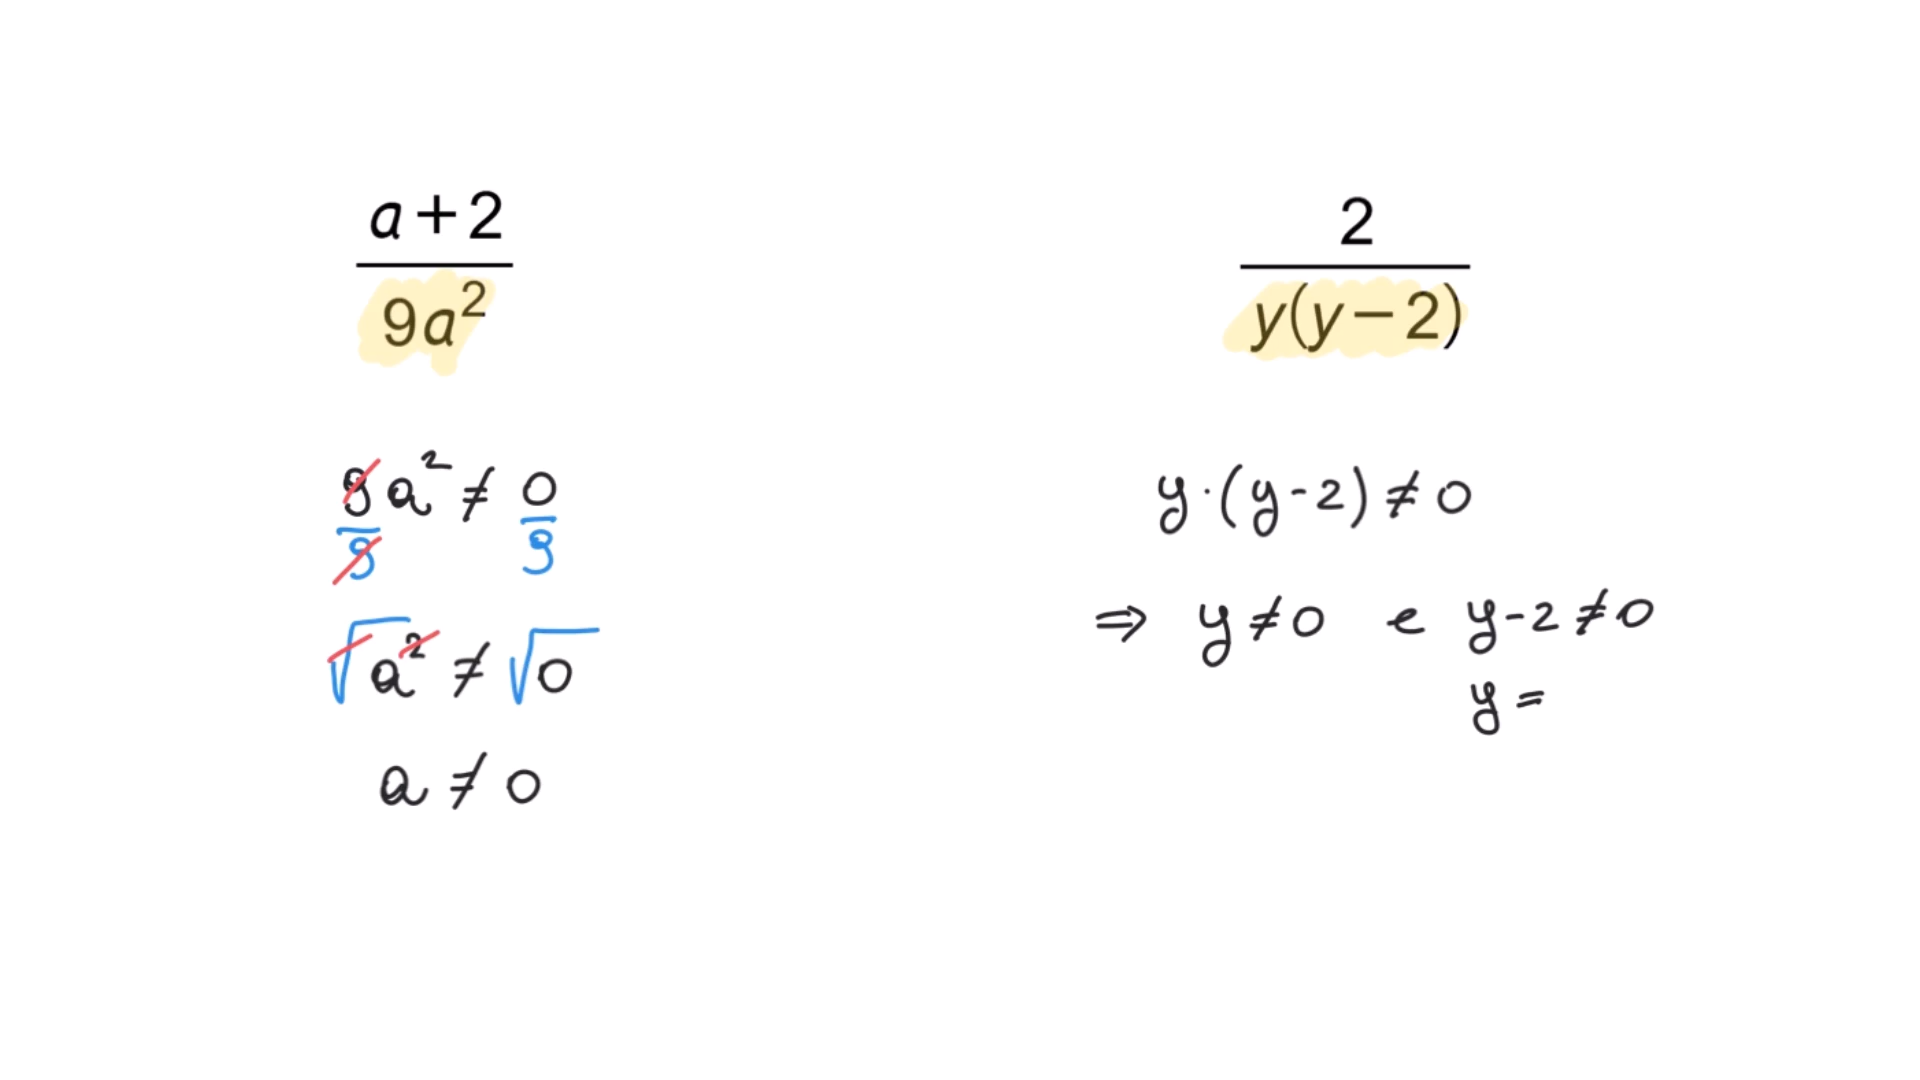 a+2
9a²
9a² ≠ 0
9 9
√a² ≠ √0
a ≠ 0
2
y(y−2)
y·(y-2) ≠ 0
⇒ y ≠ 0 e y-2 ≠ 0
y =